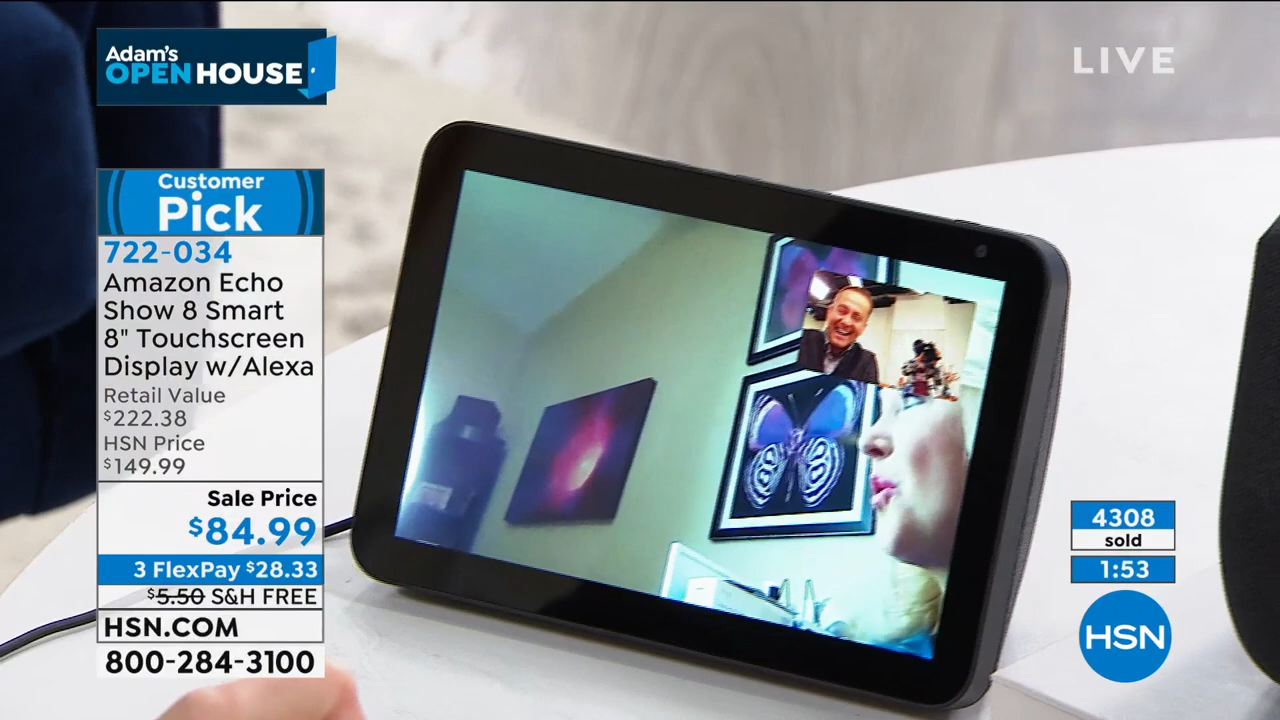 Adam's
OPEN HOUSE
LIVE
Customer
Pick
722-034
Amazon Echo
Show 8 Smart
8" Touchscreen
Display w/Alexa
Retail Value
$222.38
HSN Price
$149.99
Sale Price
$84.99
3 FlexPay $28.33
$5.50 S&H FREE
HSN.COM
800-284-3100
4308
sold
1:53
HSN